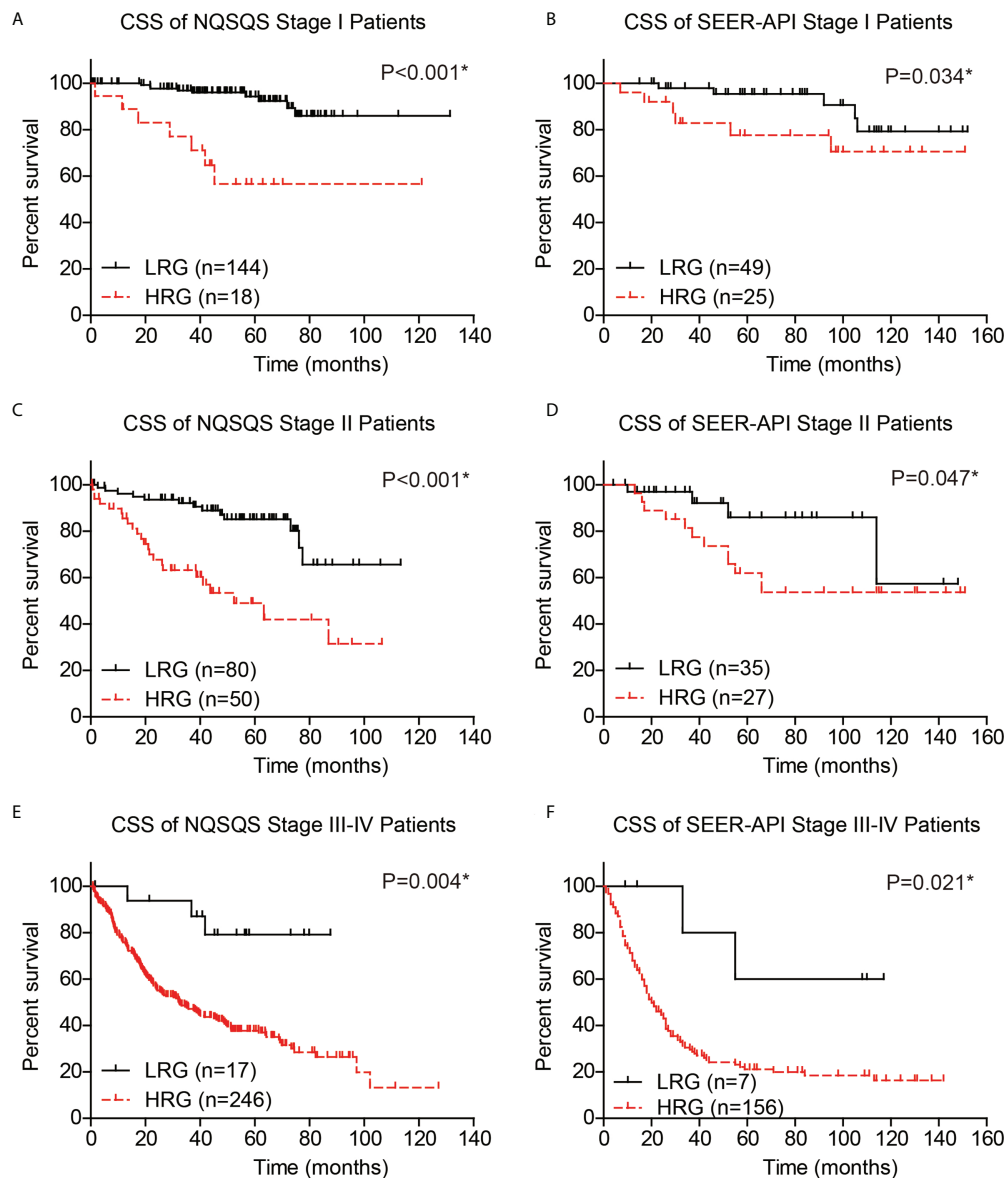 A
CSS of NQSQS Stage I Patients
P<0.001*
Percent survival
100
80
60
40
20
0
LRG (n=144)
HRG (n=18)
0 20 40 60 80 100 120 140
Time (months)
B
CSS of SEER-API Stage I Patients
P=0.034*
Percent survival
100
80
60
40
20
0
LRG (n=49)
HRG (n=25)
0 20 40 60 80 100 120 140 160
Time (months)
C
CSS of NQSQS Stage II Patients
P<0.001*
Percent survival
100
80
60
40
20
0
LRG (n=80)
HRG (n=50)
0 20 40 60 80 100 120 140
Time (months)
D
CSS of SEER-API Stage II Patients
P=0.047*
Percent survival
100
80
60
40
20
0
LRG (n=35)
HRG (n=27)
0 20 40 60 80 100 120 140 160
Time (months)
E
CSS of NQSQS Stage III-IV Patients
P=0.004*
Percent survival
100
80
60
40
20
0
LRG (n=17)
HRG (n=246)
0 20 40 60 80 100 120 140
Time (months)
F
CSS of SEER-API Stage III-IV Patients
P=0.021*
Percent survival
100
80
60
40
20
0
LRG (n=7)
HRG (n=156)
0 20 40 60 80 100 120 140 160
Time (months)